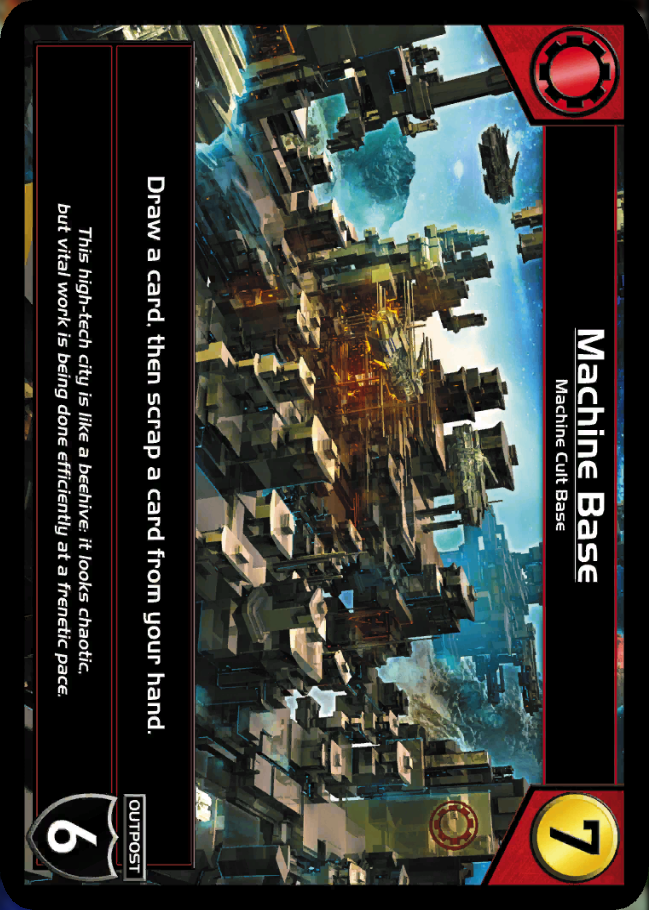 Machine Base
Machine Cult Base
7
Draw a card, then scrap a card from your hand.
OUTPOST
This high-tech city is like a beehive: it looks chaotic,
but vital work is being done efficiently at a frenetic pace.
6